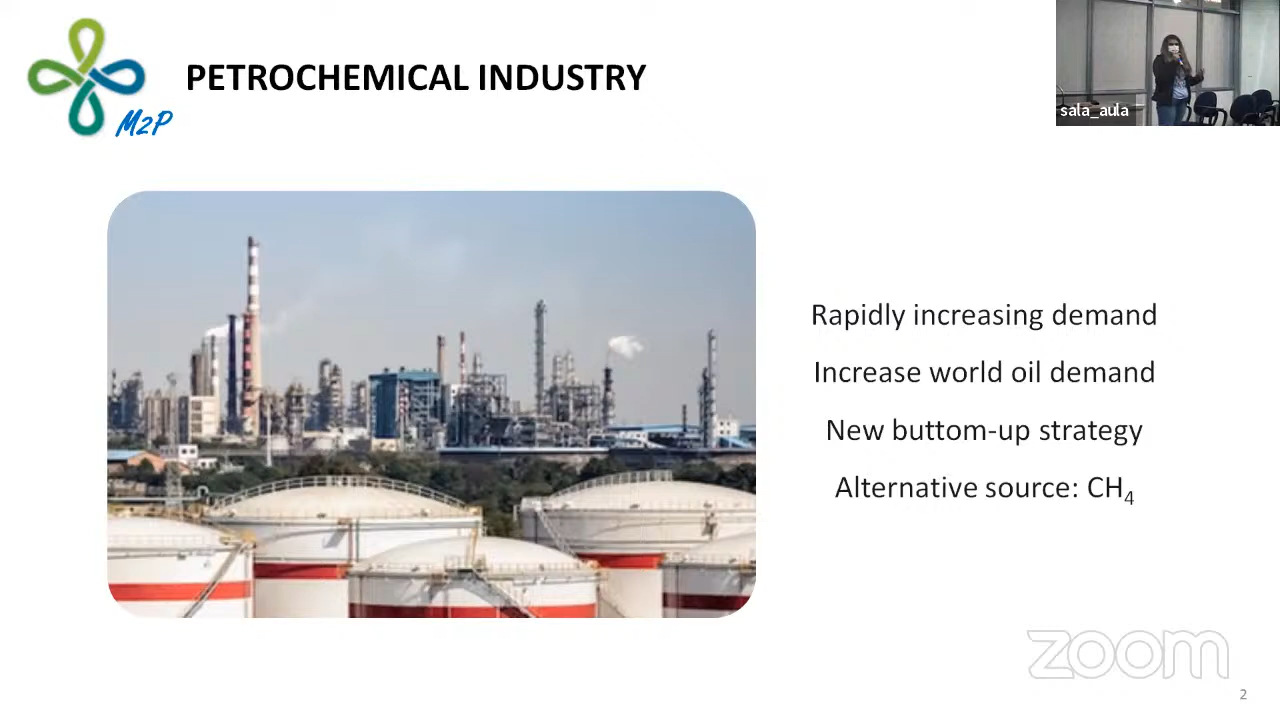 PETROCHEMICAL INDUSTRY
M2P
sala_aula
Rapidly increasing demand
Increase world oil demand
New buttom-up strategy
Alternative source: CH₄
zoom
2